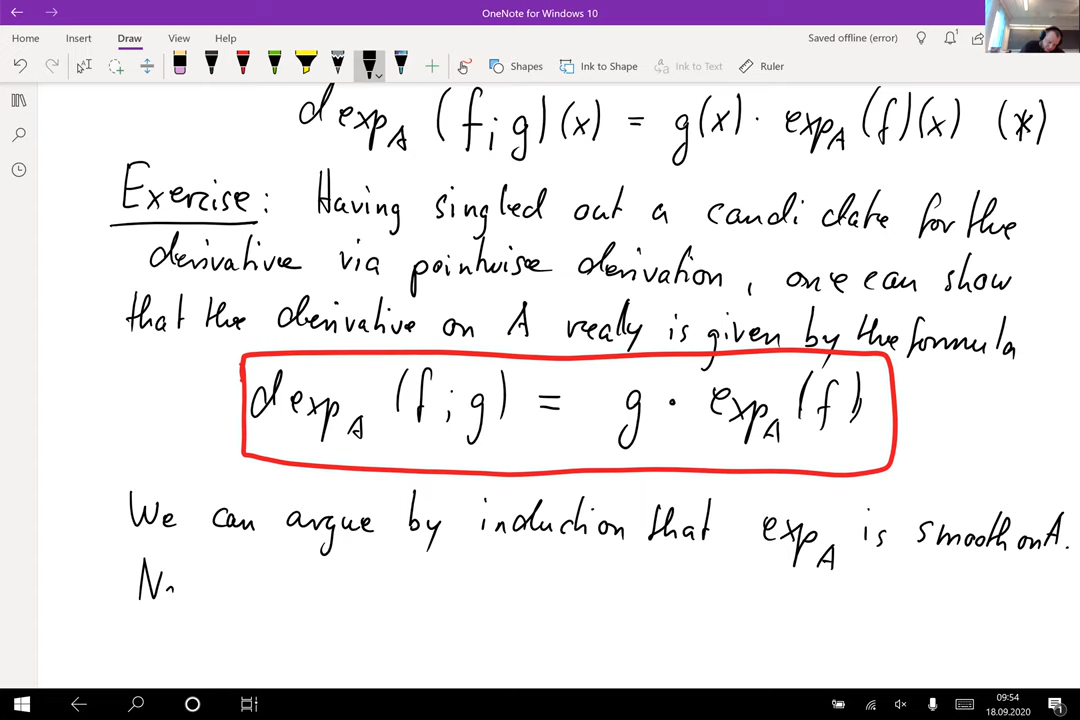 OneNote for Windows 10
Home Insert Draw View Help
Saved offline (error)
Shapes Ink to Shape Ink to Text Ruler
d exp_A (f; g)(x) = g(x) · exp_A (f)(x) (*)
Exercise: Having singled out a candidate for the
derivative via pointwise derivation, one can show
that the derivative on A really is given by the formula
d exp_A (f; g) = g · exp_A (f)
We can argue by induction that exp_A is smooth on A.
09:54
18.09.2020
1